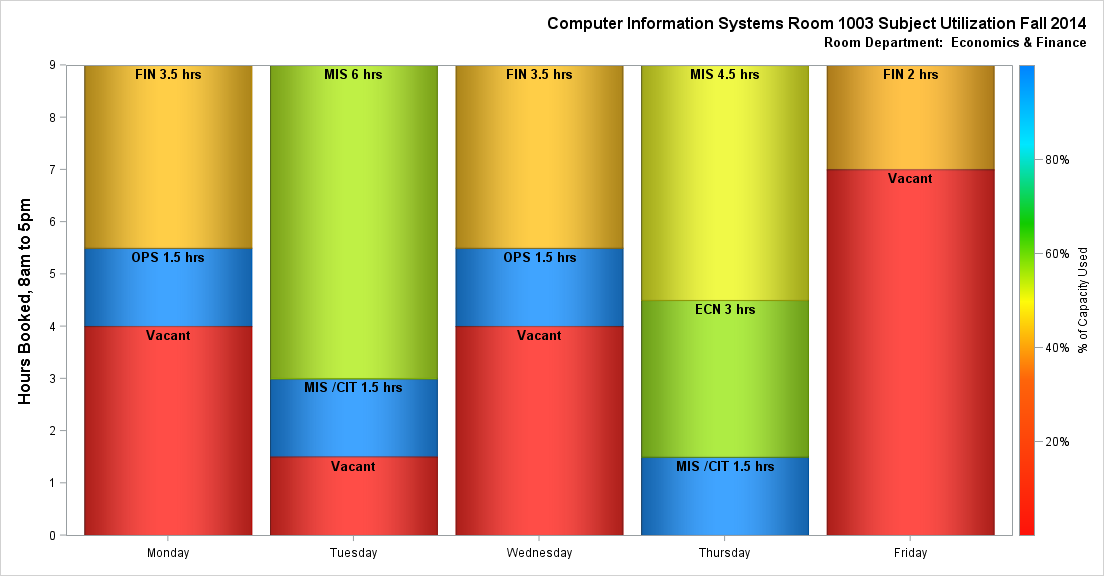 Computer Information Systems Room 1003 Subject Utilization Fall 2014
Room Department: Economics & Finance
Hours Booked, 8am to 5pm
9
8
7
6
5
4
3
2
1
0
FIN 3.5 hrs
OPS 1.5 hrs
Vacant
MIS 6 hrs
MIS /CIT 1.5 hrs
Vacant
FIN 3.5 hrs
OPS 1.5 hrs
Vacant
MIS 4.5 hrs
ECN 3 hrs
MIS /CIT 1.5 hrs
FIN 2 hrs
Vacant
Monday
Tuesday
Wednesday
Thursday
Friday
80%
60%
40%
20%
% of Capacity Used